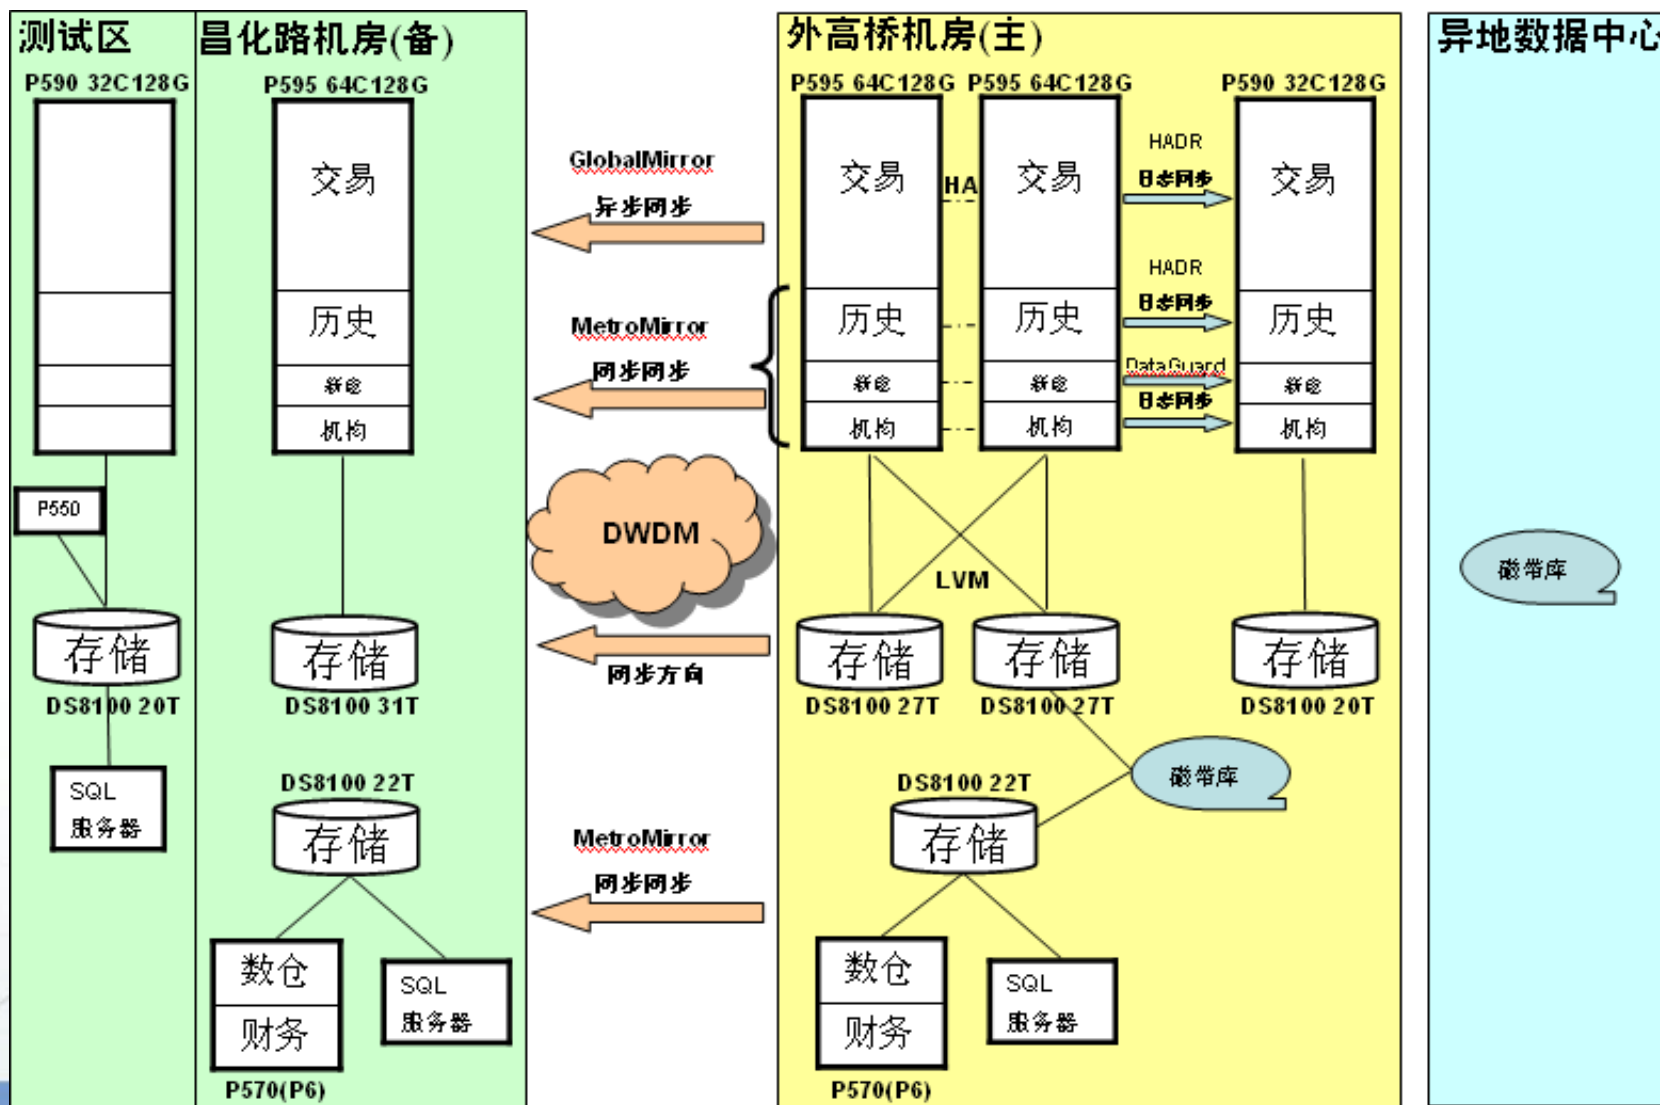 测试区
昌化路机房(备)
外高桥机房(主)
异地数据中心
P590 32C128G
P595 64C128G
P595 64C128G
P595 64C128G
P590 32C128G
交易
历史
机构
GlobalMirror
异步同步
MetroMirror
同步同步
DWDM
同步方向
MetroMirror
同步同步
交易
HA
交易
交易
历史
历史
历史
机构
机构
机构
HADR
日志同步
HADR
日志同步
DataGuard
日志同步
LVM
P550
存储
DS8100 20T
SQL
服务器
存储
DS8100 31T
DS8100 22T
存储
数仓
财务
P570(P6)
SQL
服务器
存储
DS8100 27T
存储
DS8100 27T
存储
DS8100 20T
磁带库
DS8100 22T
存储
数仓
财务
P570(P6)
SQL
服务器
磁带库